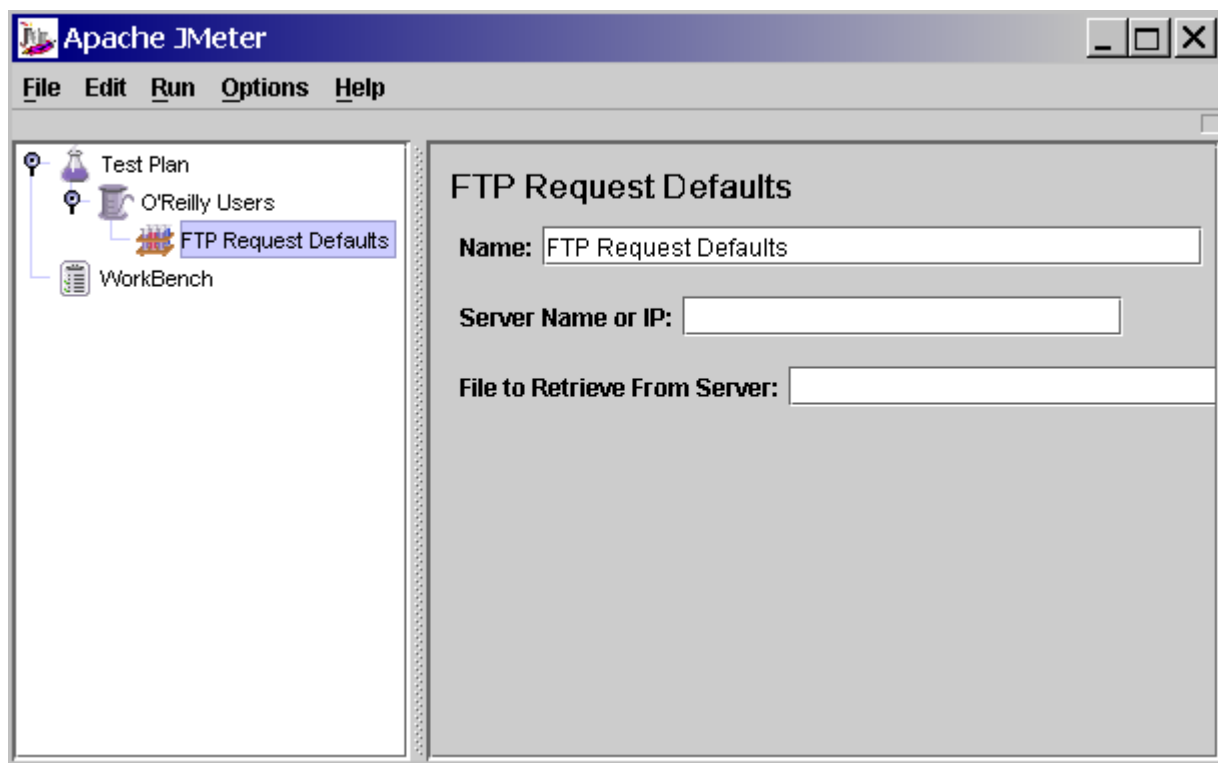 Apache JMeter
File Edit Run Options Help
Test Plan
O'Reilly Users
FTP Request Defaults
WorkBench
FTP Request Defaults
Name: FTP Request Defaults
Server Name or IP:
File to Retrieve From Server: